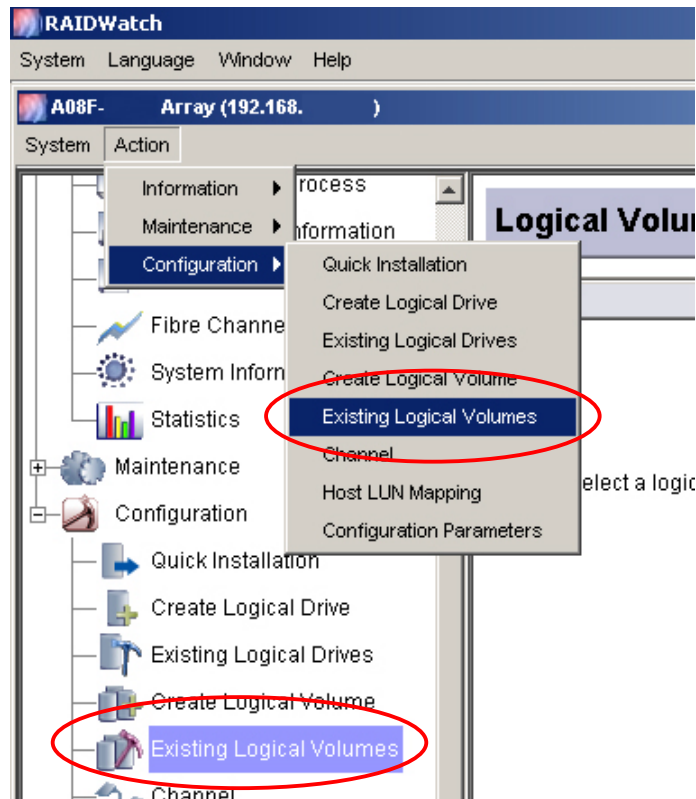 RAIDWatch
System Language Window Help
A08F- Array (192.168. )
System Action
Information
Maintenance
Configuration
rocess
nformation
Fibre Channe
System Inforn
Statistics
Maintenance
Configuration
Quick Installation
Create Logical Drive
Existing Logical Drives
Create Logical Volume
Existing Logical Volumes
Channel
Quick Installation
Create Logical Drive
Existing Logical Drives
Create Logical Volume
Existing Logical Volumes
Channel
Host LUN Mapping
Configuration Parameters
Logical Volu
elect a logic